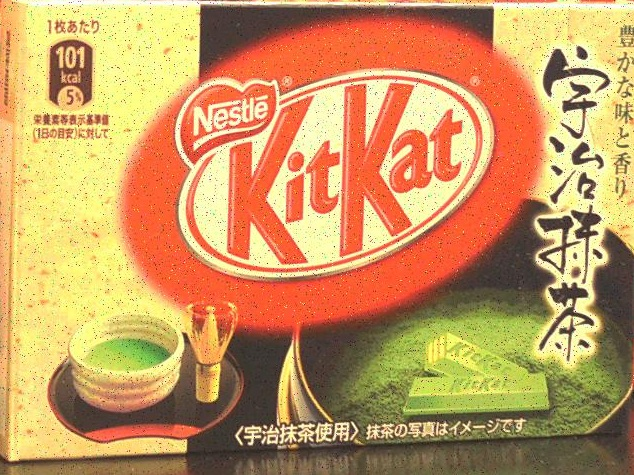 1枚あたり
101
kcal
5%
栄養素等表示基準値
(1日の目安)に対して
Nestlé
KitKat
豊かな味と香り
宇治抹茶
KitKat
〈宇治抹茶使用〉 抹茶の写真はイメージです